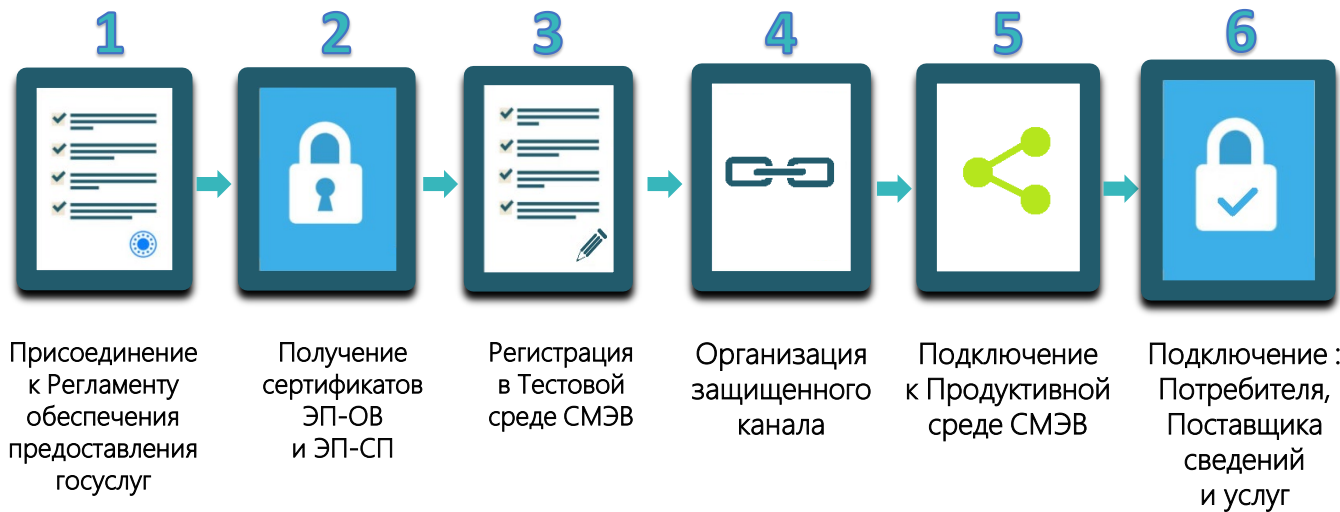 1
2
3
4
5
6
Присоединение
к Регламенту
обеспечения
предоставления
госуслуг
Получение
сертификатов
ЭП-ОВ
и ЭП-СП
Регистрация
в Тестовой
среде СМЭВ
Организация
защищенного
канала
Подключение
к Продуктивной
среде СМЭВ
Подключение :
Потребителя,
Поставщика
сведений
и услуг